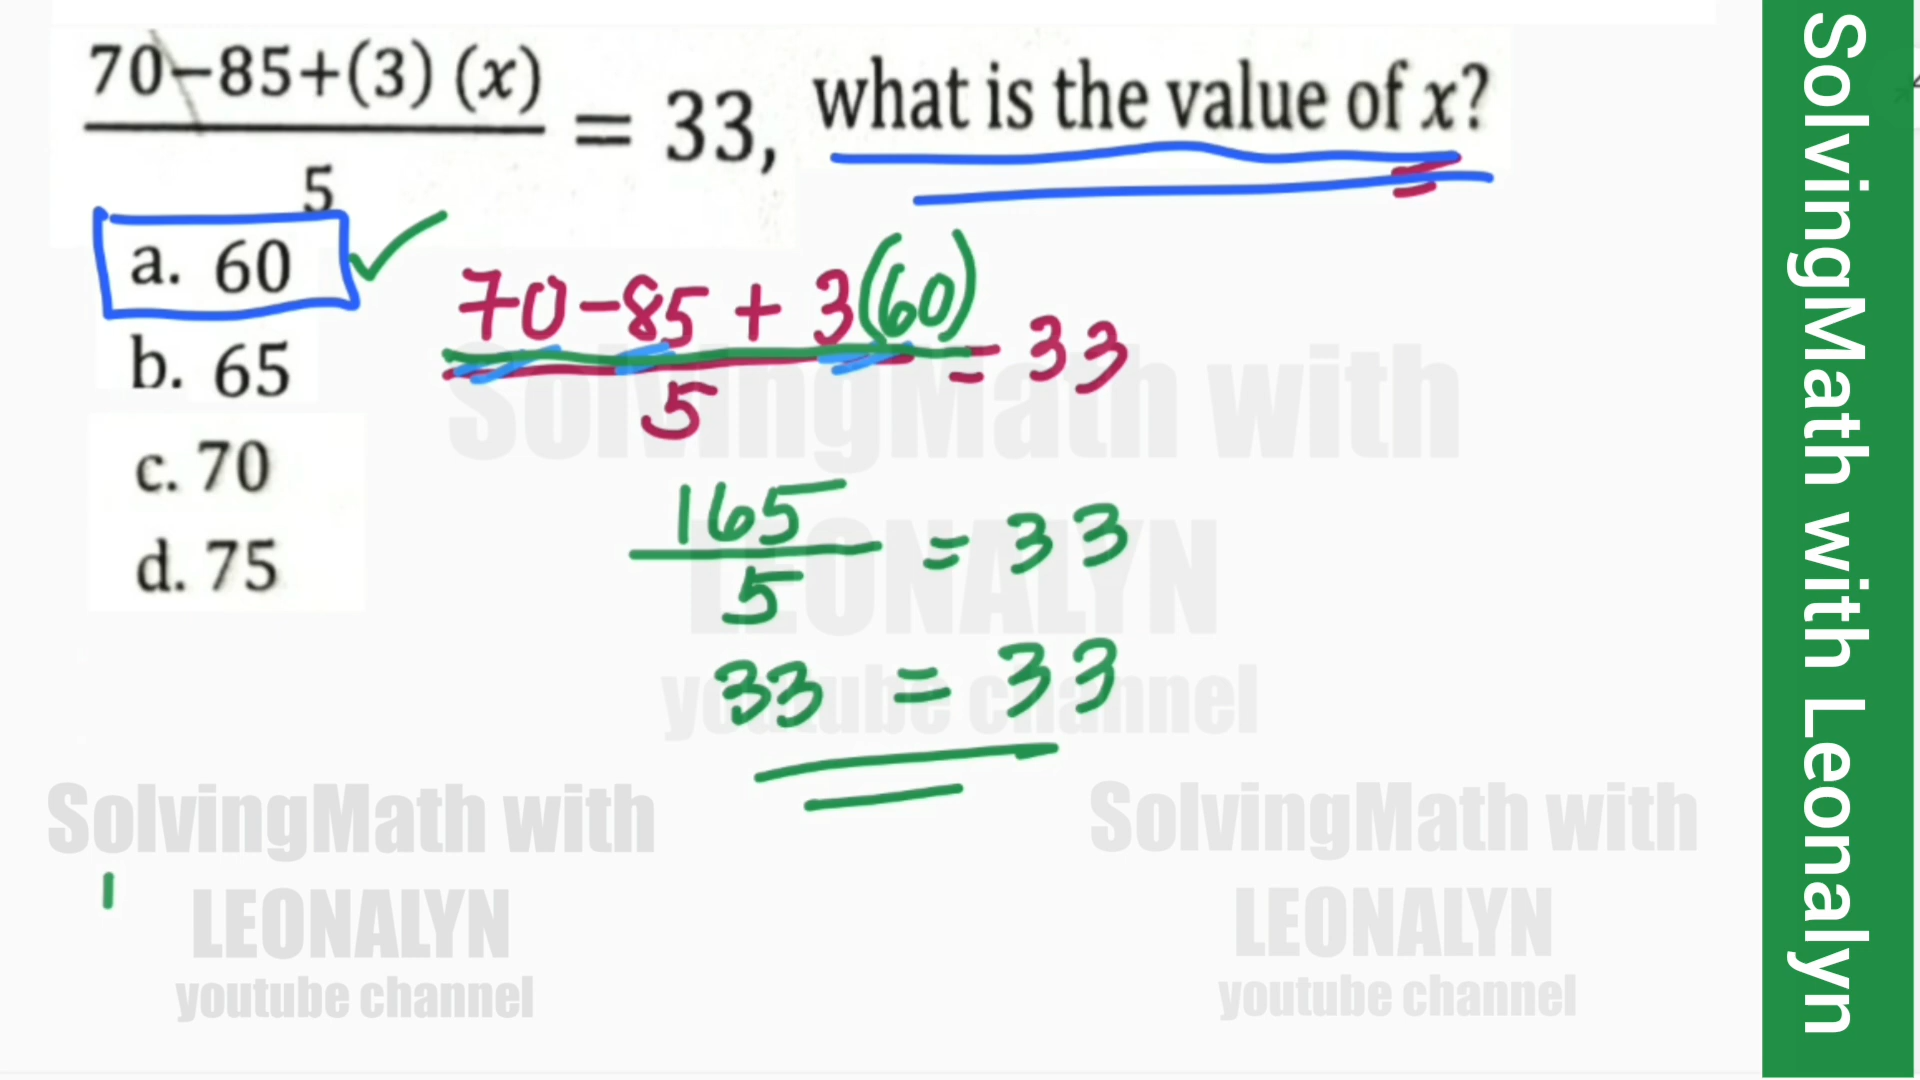 70−85+(3) (x)
5
= 33, what is the value of x?
a. 60
b. 65
c. 70
d. 75
70−85 + 3(60)
5
= 33
165
5
= 33
33 = 33
SolvingMath with
LEONALYN
youtube channel
SolvingMath with
LEONALYN
youtube channel
SolvingMath with
LEONALYN
youtube channel
SolvingMath with Leonalyn